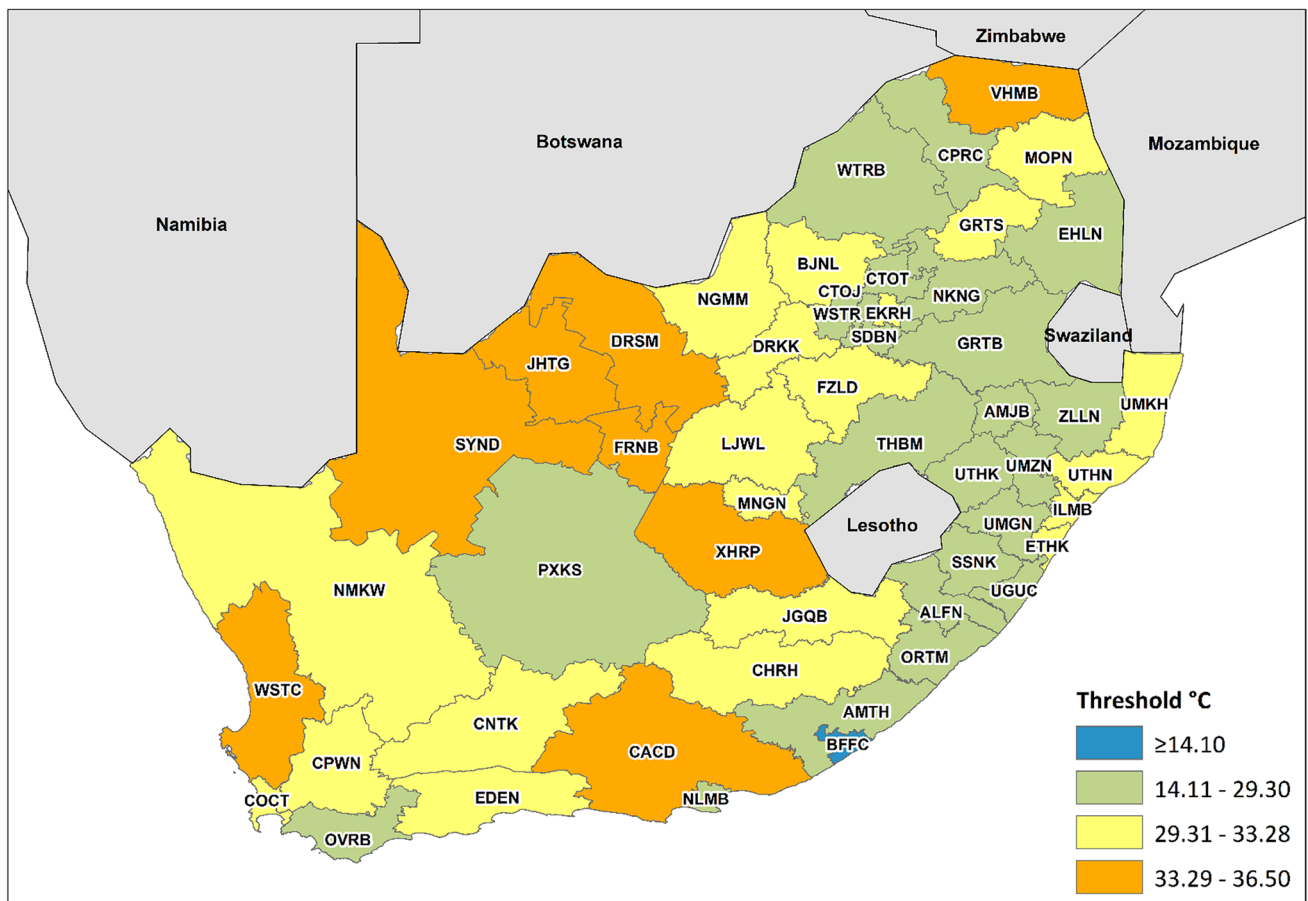 Zimbabwe
VHMB
Botswana
Mozambique
CPRC
MOPN
WTRB
Namibia
GRTS
EHLN
BJNL
CTOT
CTOJ
NKNG
NGMM
WSTR
EKRH
SDBN
Swaziland
DRSM
DRKK
GRTB
JHTG
FZLD
UMKH
AMJB
ZLLN
SYND
FRNB
LJWL
THBM
UTHK
UMZN
UTHN
MNGN
ILMB
Lesotho
UMGN
XHRP
ETHK
PXKS
SSNK
NMKW
UGUC
JGQB
ALFN
ORTM
CHRH
WSTC
AMTH
CNTK
BFFC
CACD
CPWN
EDEN
NLMB
COCT
OVRB
Threshold °C
≥14.10
14.11 - 29.30
29.31 - 33.28
33.29 - 36.50